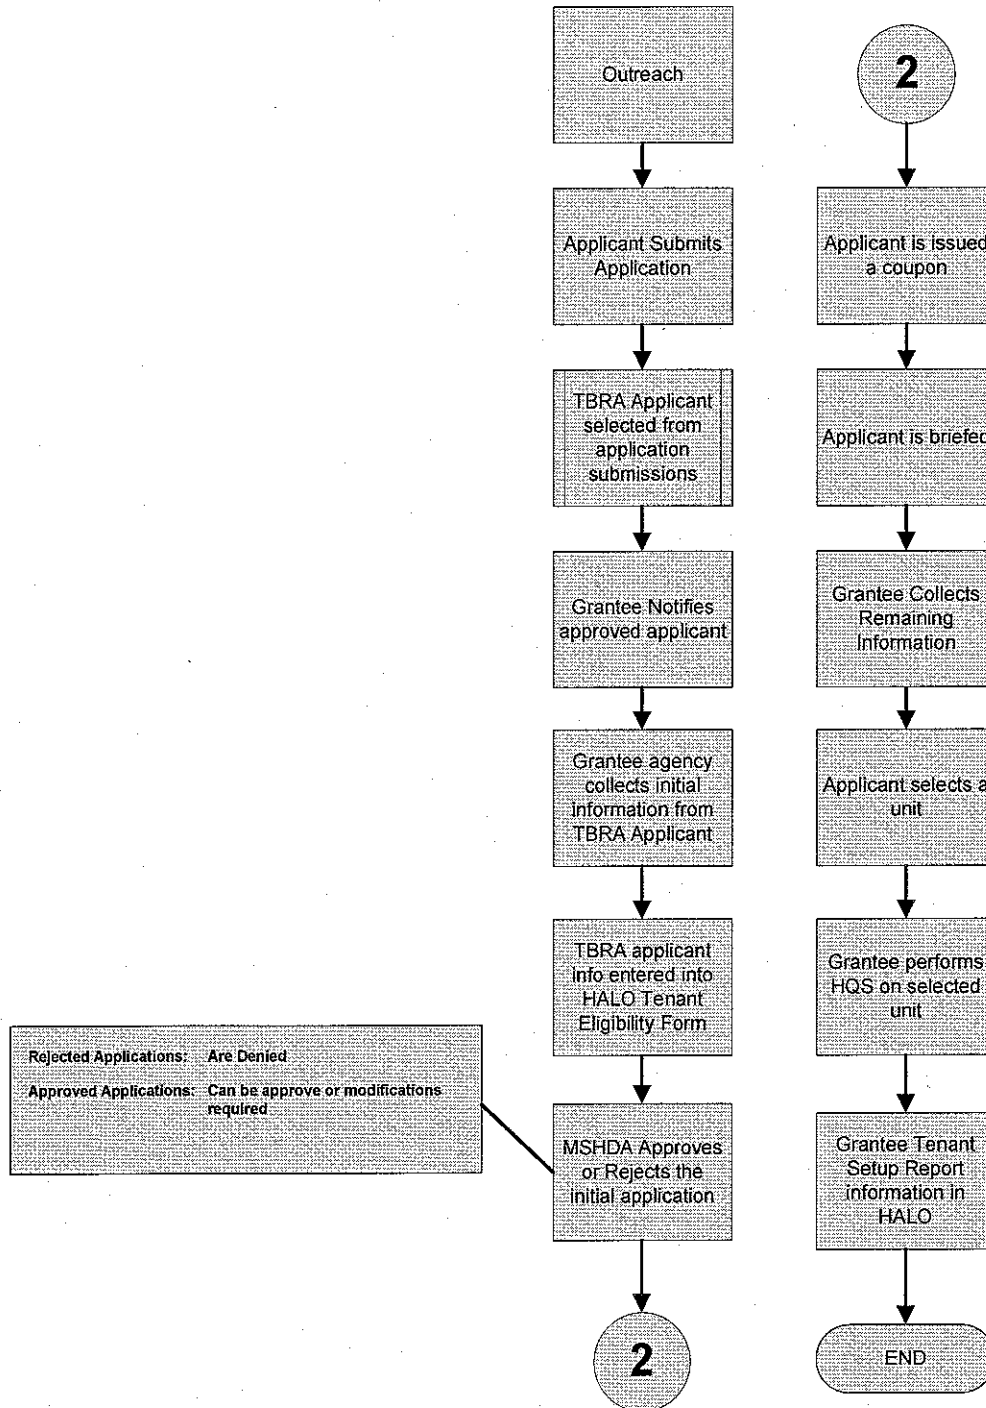 Outreach
Applicant Submits
Application
TBRA Applicant
selected from
application
submissions
Grantee Notifies
approved applicant
Grantee agency
collects initial
information from
TBRA Applicant
TBRA applicant
info entered into
HALO Tenant
Eligibility Form
MSHDA Approves
or Rejects the
initial application
Rejected Applications: Are Denied
Approved Applications: Can be approve or modifications
required
2
2
Applicant is issued
a coupon
Applicant is briefed
Grantee Collects
Remaining
Information
Applicant selects a
unit
Grantee performs
HQS on selected
unit
Grantee Tenant
Setup Report
information in
HALO
END